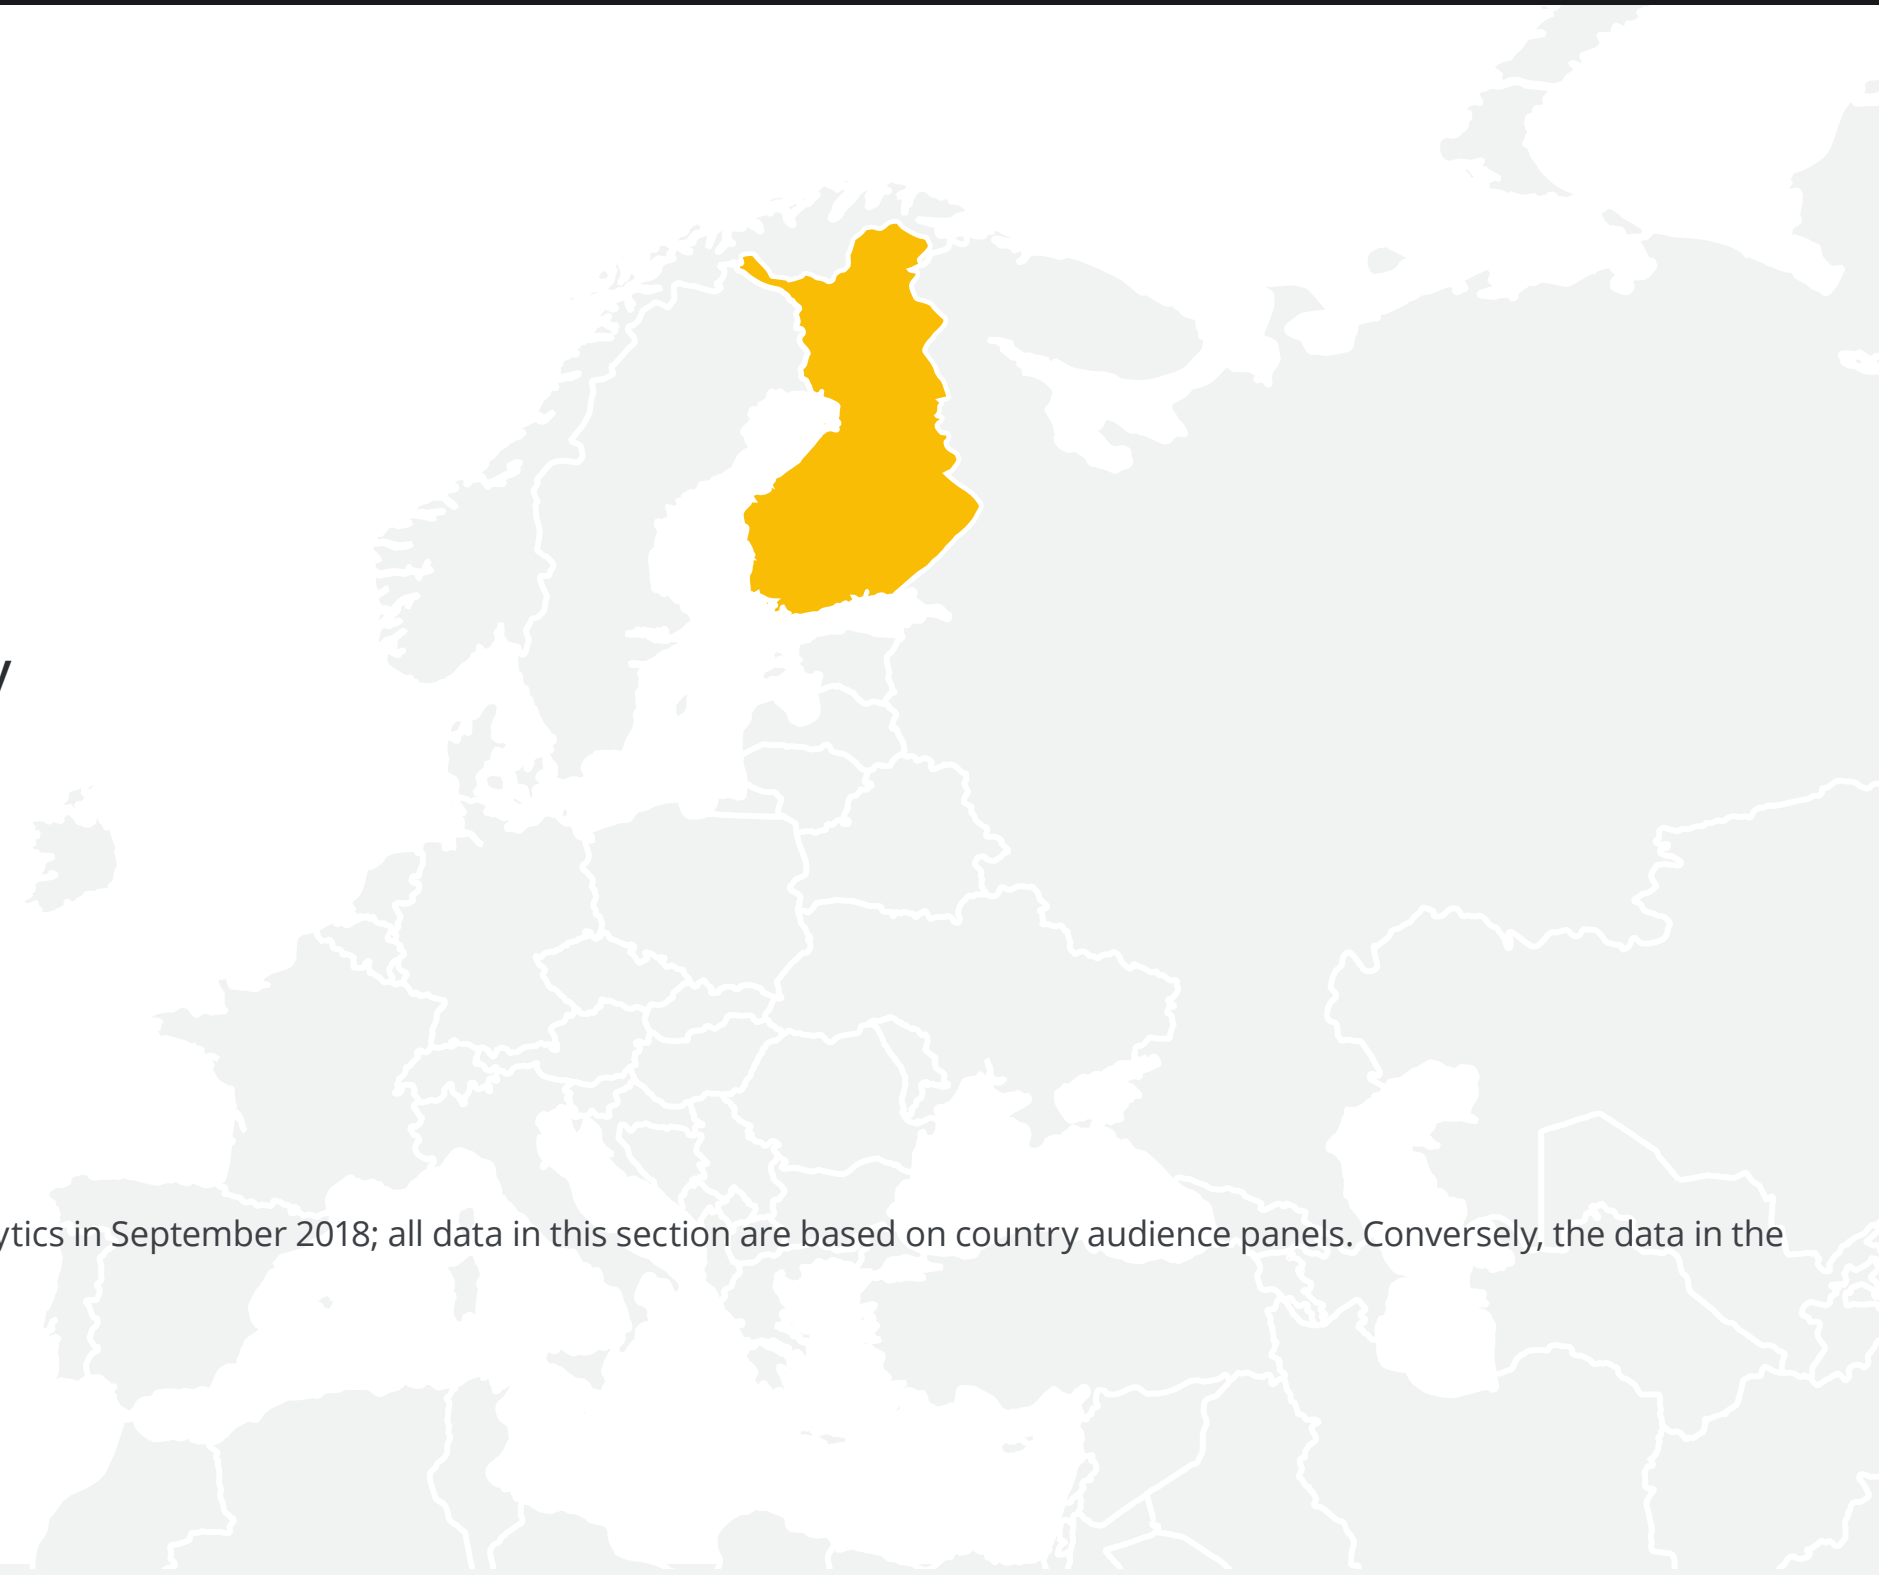 y
ytics in September 2018; all data in this section are based on country audience panels. Conversely, the data in the